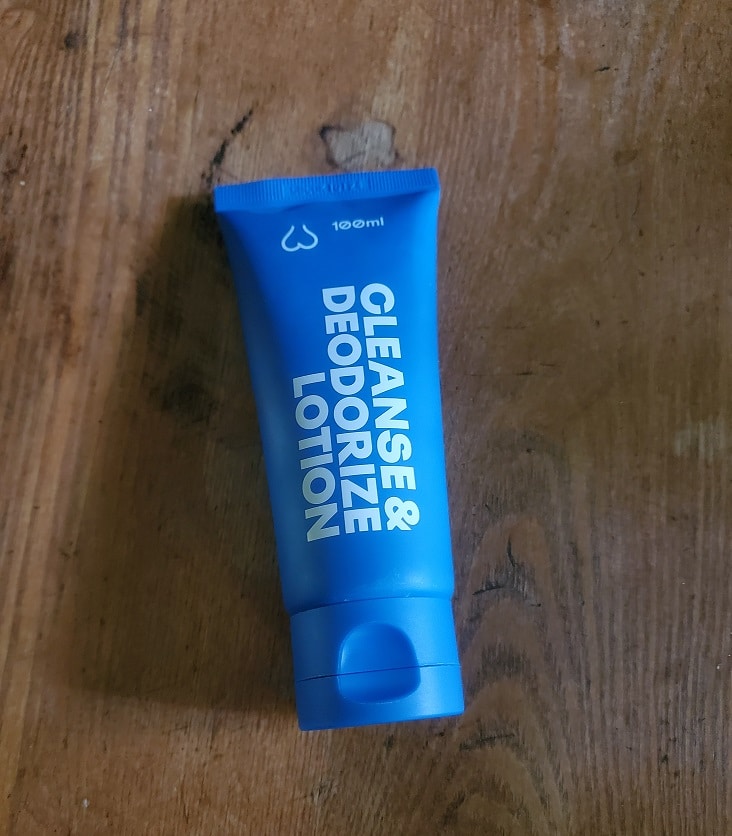 100ml
CLEANSE &
DEODORIZE
LOTION